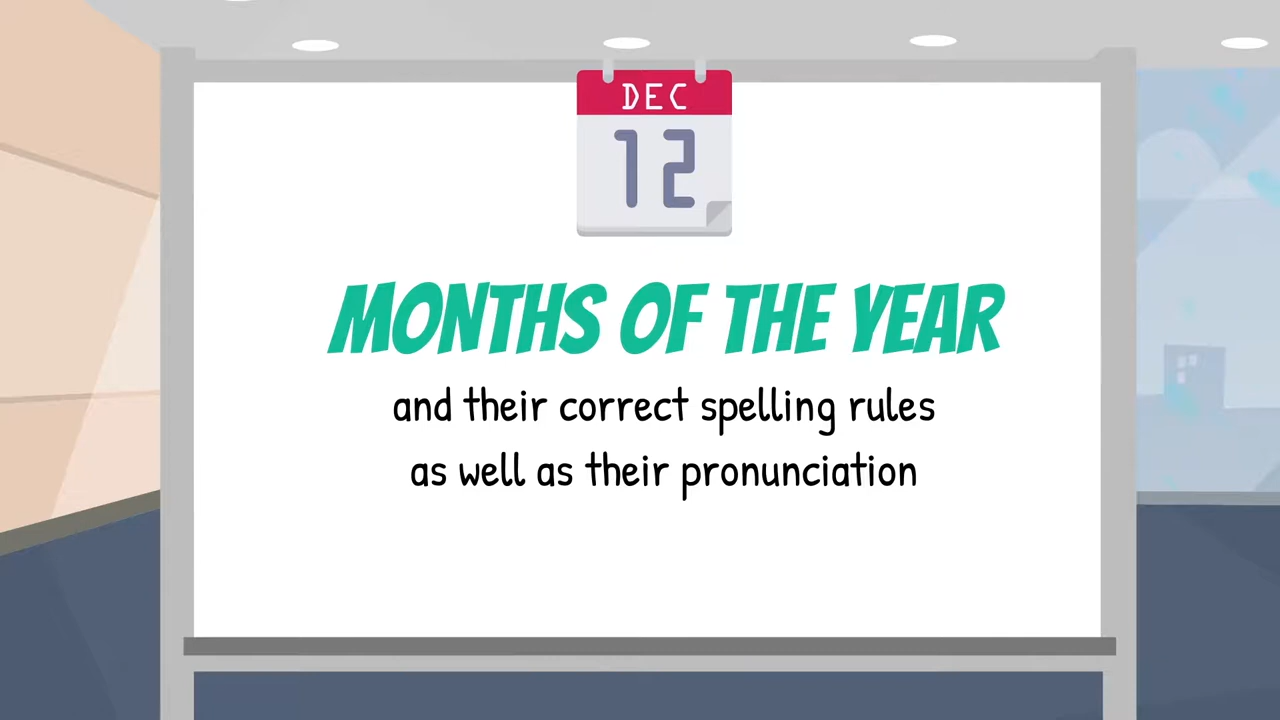 DEC
12
MONTHS OF THE YEAR
and their correct spelling rules
as well as their pronunciation